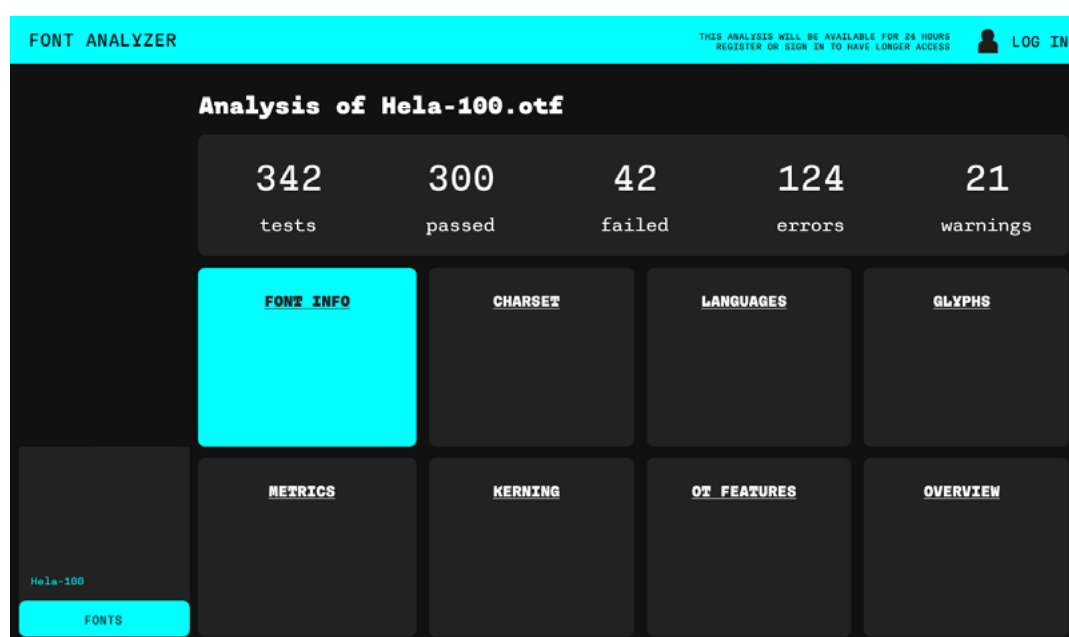 FONT ANALYZER
THIS ANALYSIS WILL BE AVAILABLE FOR 24 HOURS
REGISTER OR SIGN IN TO HAVE LONGER ACCESS
LOG IN
Analysis of Hela-100.otf
342 300 42 124 21
tests passed failed errors warnings
FONT INFO CHARSET LANGUAGES GLYPHS
METRICS KERNING OT FEATURES OVERVIEW
Hela-100
FONTS